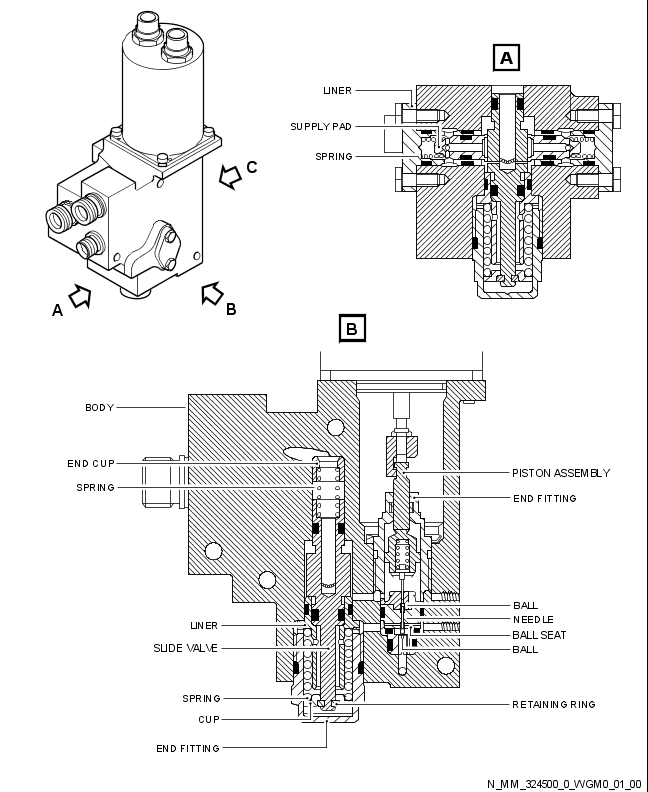 A
LINER
SUPPLY PAD
SPRING
C
A
B
B
BODY
END CUP
SPRING
PISTON ASSEMBLY
END FITTING
BALL
NEEDLE
LINER
BALL SEAT
SLIDE VALVE
BALL
SPRING
RETAINING RING
CUP
END FITTING
N_MM_324500_0_WGM0_01_00